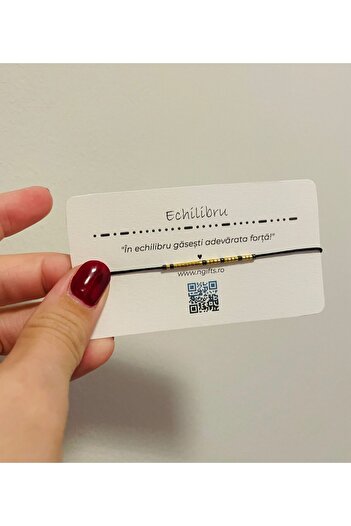 Echilibru
"În echilibru găsești adevărata forță!"
www.ngifts.ro